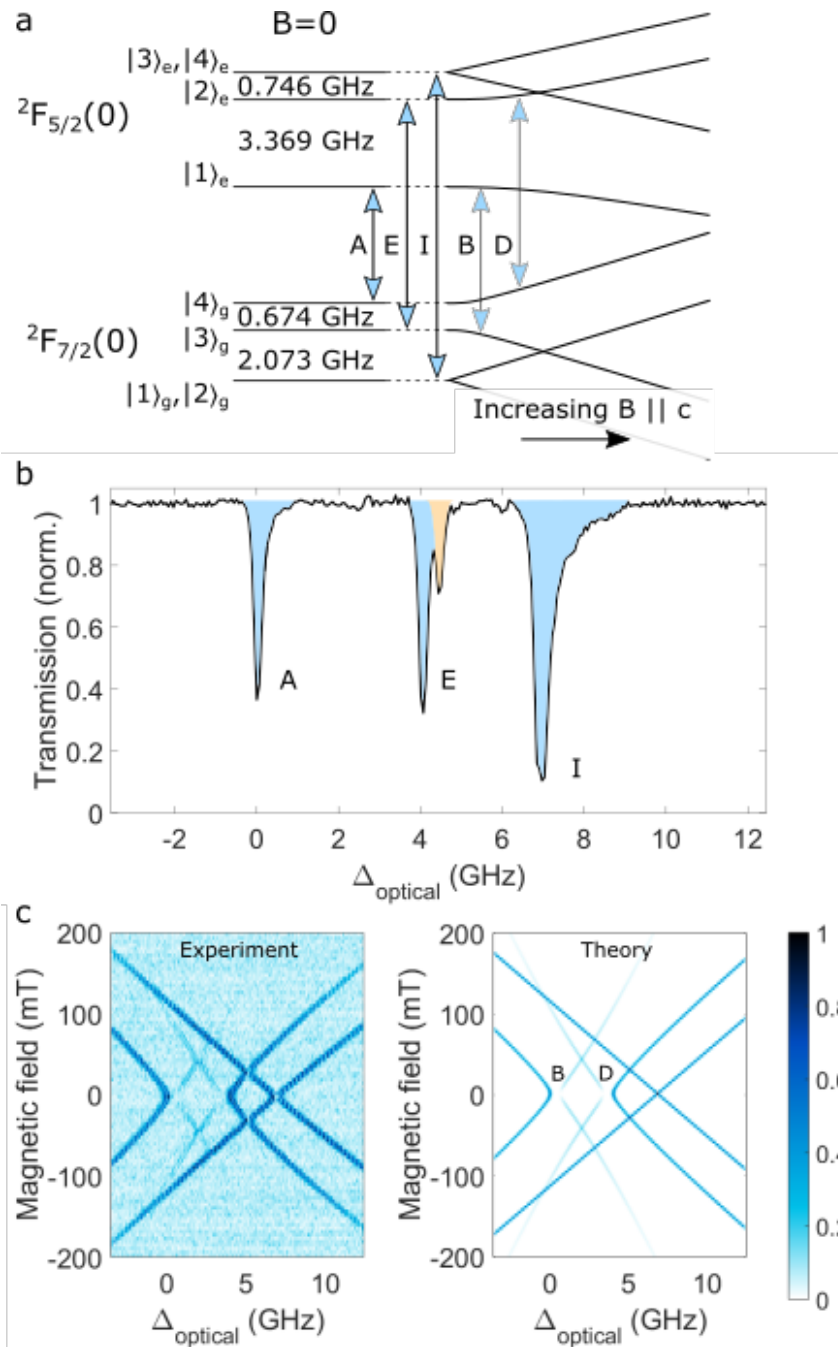 a
B=0
|3⟩e,|4⟩e
0.746 GHz
|2⟩e
²F5/2(0)
3.369 GHz
|1⟩e
A E I B D
|4⟩g
0.674 GHz
²F7/2(0)
|3⟩g
2.073 GHz
|1⟩g,|2⟩g
Increasing B || c
b
1
0.8
0.6
0.4
0.2
0
Transmission (norm.)
A
E
I
-2 0 2 4 6 8 10 12
Δoptical (GHz)
c
200
100
0
-100
-200
Magnetic field (mT)
Experiment
0 5 10
Δoptical (GHz)
200
100
0
-100
-200
Magnetic field (mT)
Theory
B D
0 5 10
Δoptical (GHz)
1
0.8
0.6
0.4
0.2
0